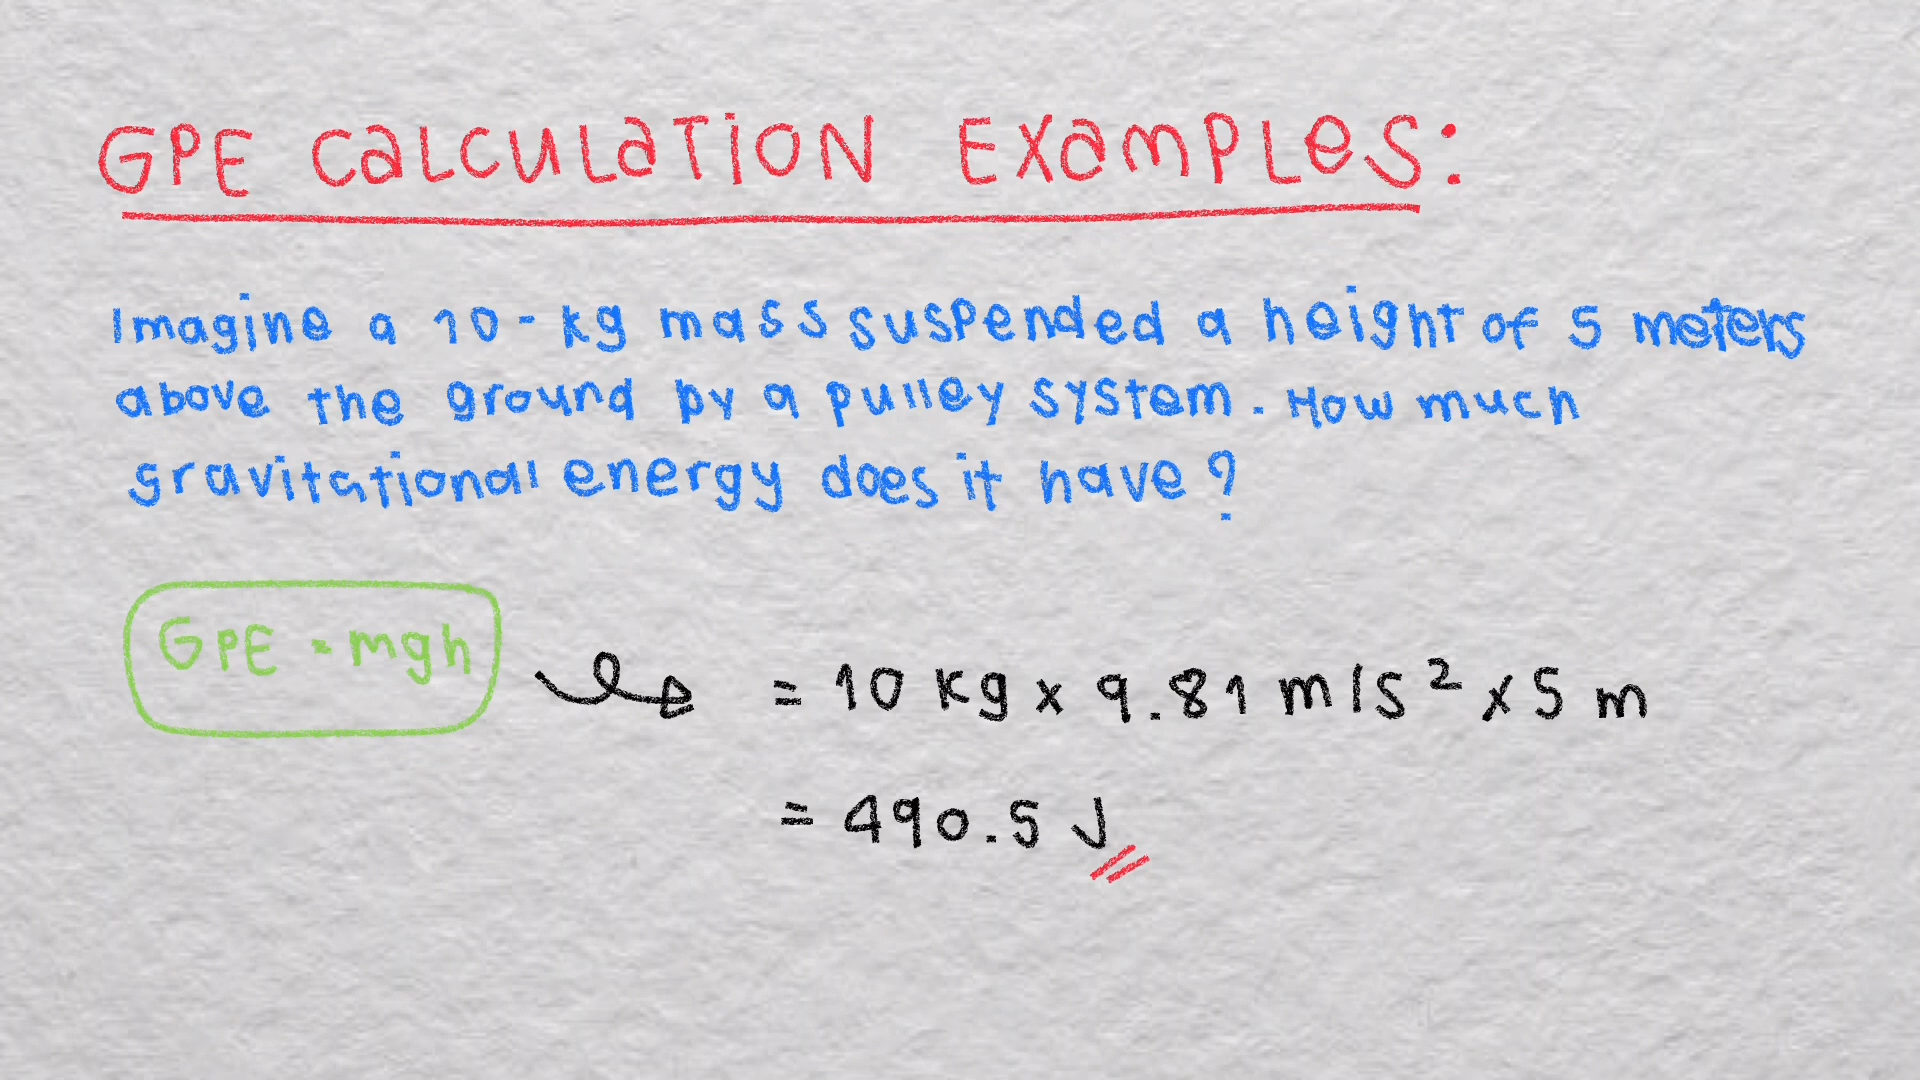 GPE CALCULATION EXAMPLES:
Imagine a 10-kg mass suspended a height of 5 meters
above the ground by a pulley system. How much
gravitational energy does it have?
GPE = mgh
= 10 kg x 9.81 m/s² x 5 m
= 490.5 J